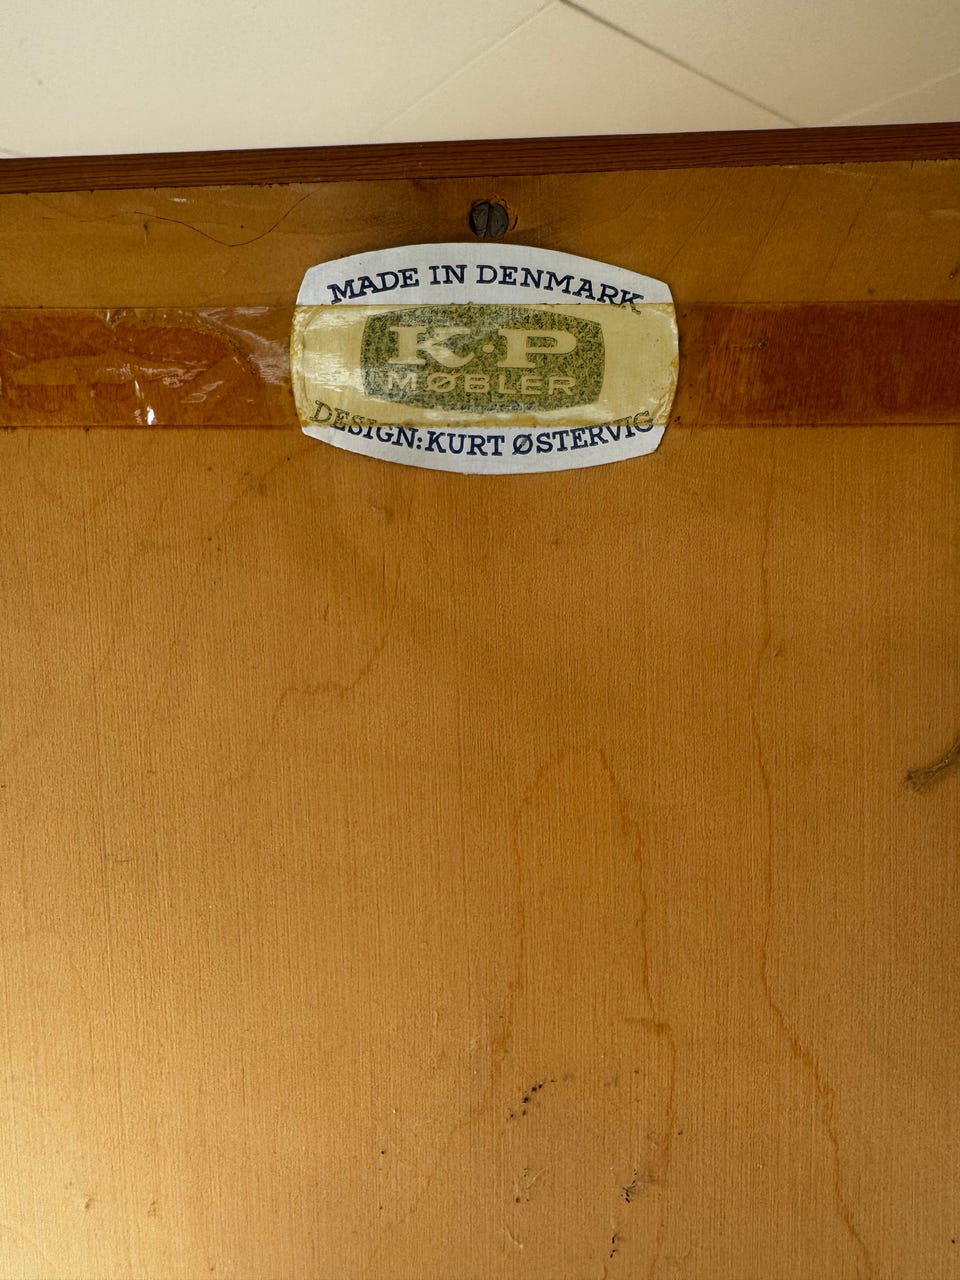 MADE IN DENMARK
K·P
MØBLER
DESIGN: KURT ØSTERVIG